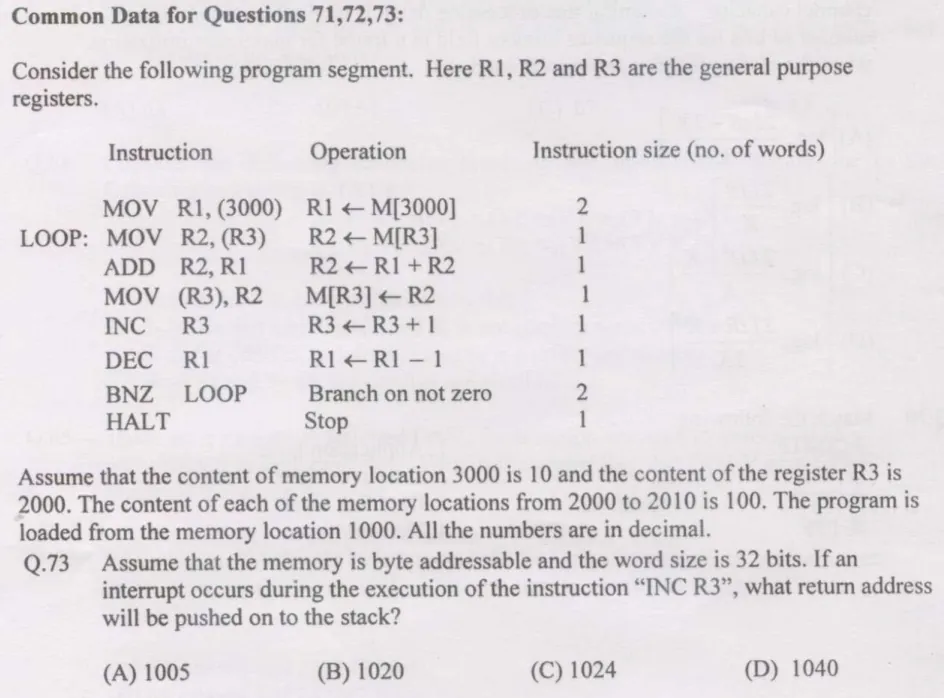 Common Data for Questions 71,72,73:
Consider the following program segment. Here R1, R2 and R3 are the general purpose
registers.
Instruction Operation Instruction size (no. of words)
MOV R1, (3000) R1 ← M[3000] 2
LOOP: MOV R2, (R3) R2 ← M[R3] 1
ADD R2, R1 R2 ← R1 + R2 1
MOV (R3), R2 M[R3] ← R2 1
INC R3 R3 ← R3 + 1 1
DEC R1 R1 ← R1 – 1 1
BNZ LOOP Branch on not zero 2
HALT Stop 1
Assume that the content of memory location 3000 is 10 and the content of the register R3 is
2000. The content of each of the memory locations from 2000 to 2010 is 100. The program is
loaded from the memory location 1000. All the numbers are in decimal.
Q.73 Assume that the memory is byte addressable and the word size is 32 bits. If an
interrupt occurs during the execution of the instruction “INC R3”, what return address
will be pushed on to the stack?
(A) 1005 (B) 1020 (C) 1024 (D) 1040